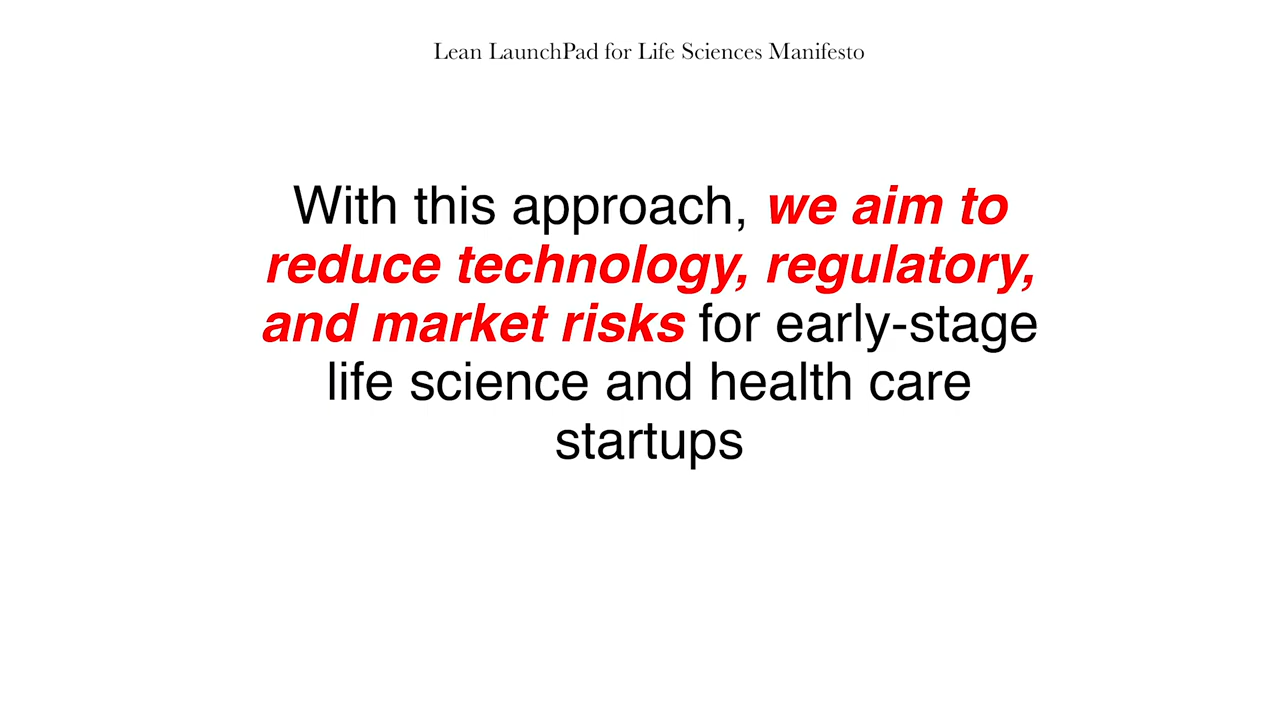 Lean LaunchPad for Life Sciences Manifesto
With this approach, we aim to
reduce technology, regulatory,
and market risks for early-stage
life science and health care
startups